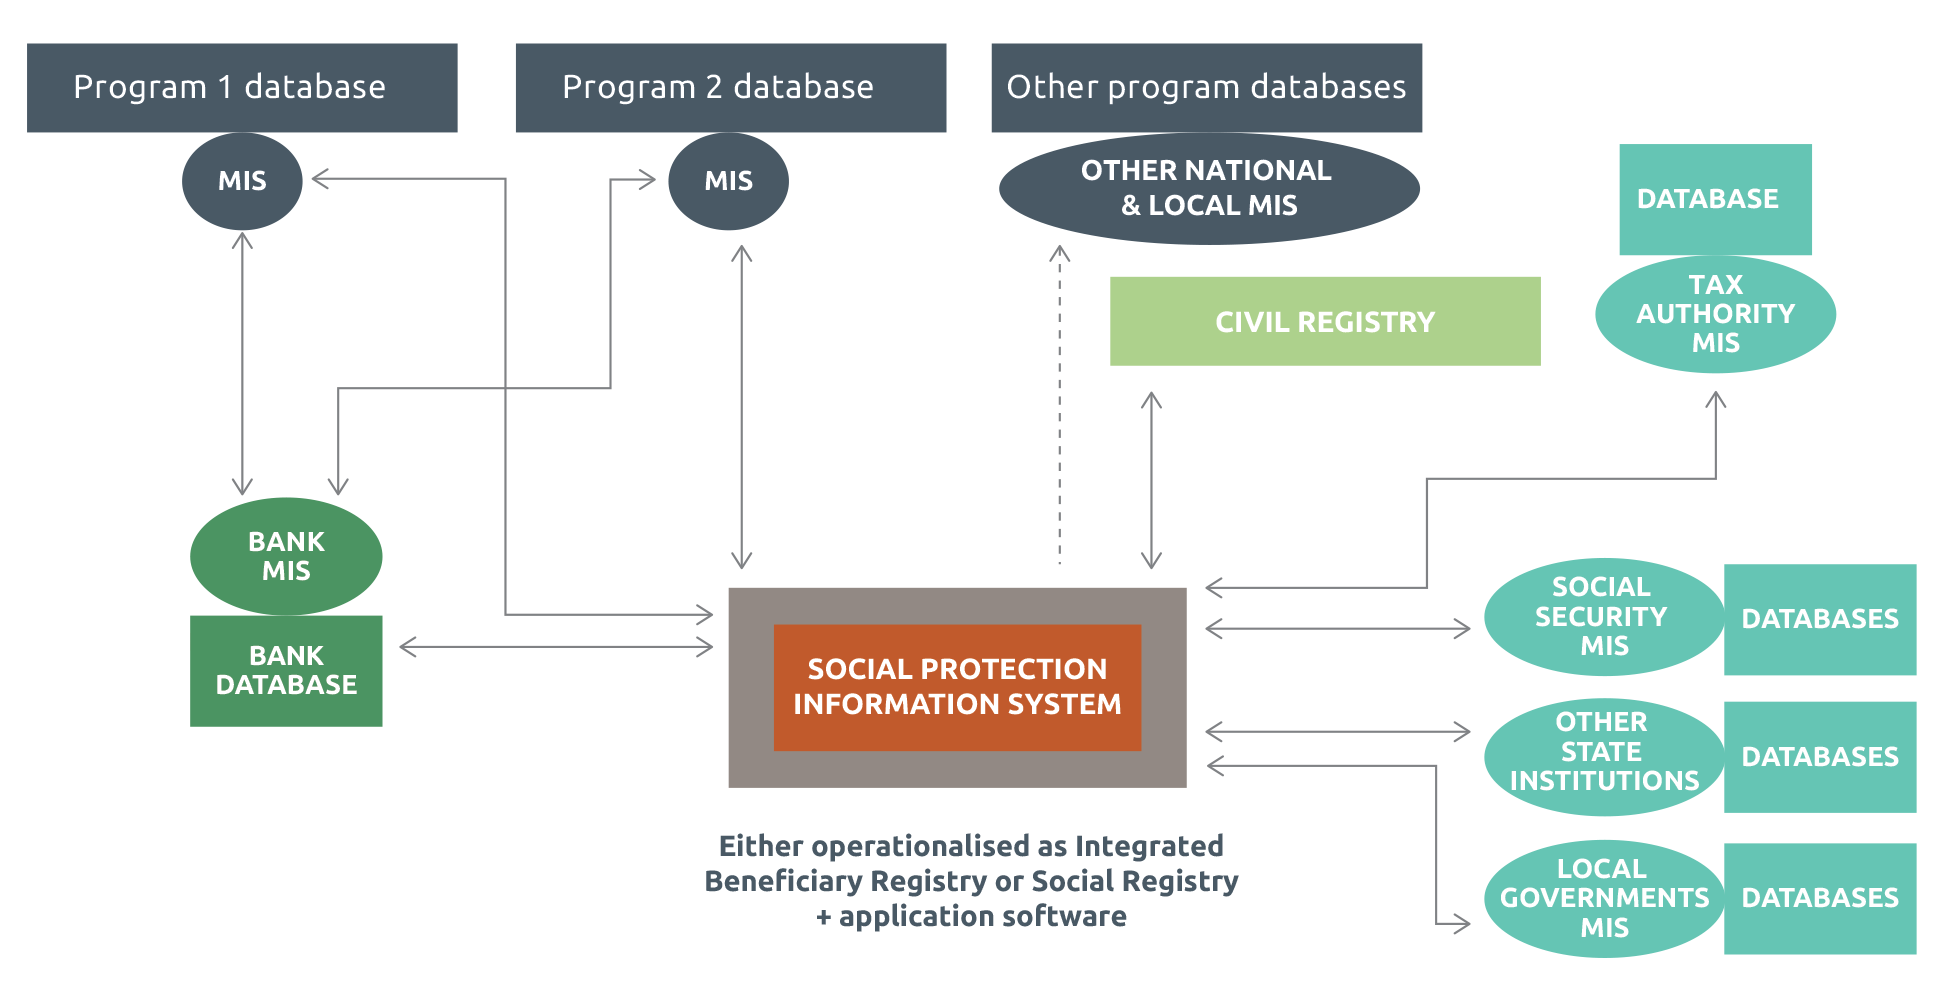 Program 1 database
Program 2 database
Other program databases
MIS
MIS
OTHER NATIONAL
& LOCAL MIS
DATABASE
TAX
AUTHORITY
MIS
CIVIL REGISTRY
BANK
MIS
BANK
DATABASE
SOCIAL PROTECTION
INFORMATION SYSTEM
SOCIAL
SECURITY
MIS
DATABASES
OTHER
STATE
INSTITUTIONS
DATABASES
LOCAL
GOVERNMENTS
MIS
DATABASES
Either operationalised as Integrated
Beneficiary Registry or Social Registry
+ application software